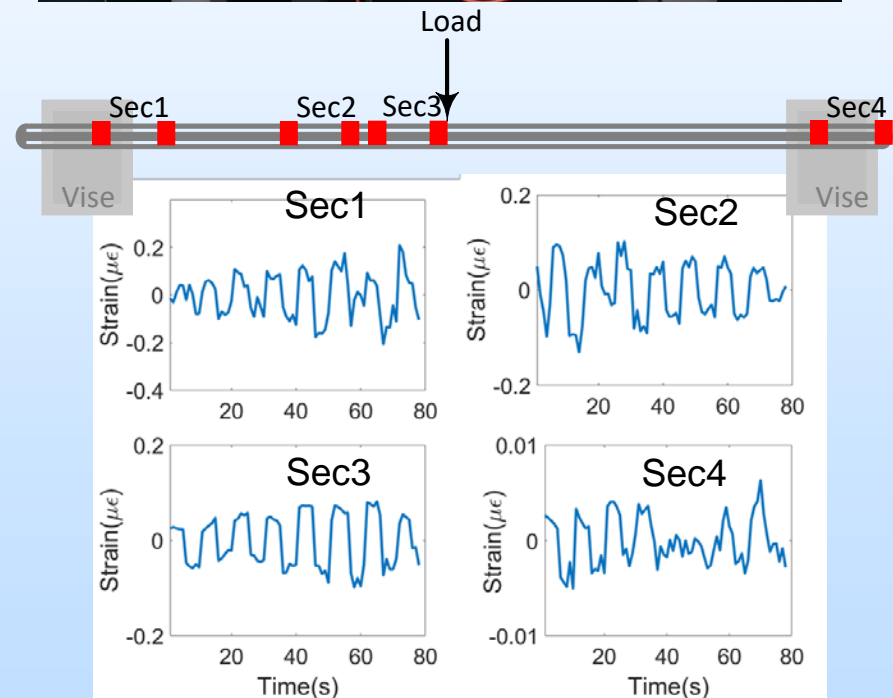 Load
Sec1 Sec2 Sec3 Sec4
Vise Vise
Sec1
Strain(με)
0.2
0
-0.2
-0.4
20 40 60 80
Sec2
Strain(με)
0.2
0
-0.2
20 40 60 80
Sec3
Strain(με)
0.2
0
-0.2
20 40 60 80
Time(s)
Sec4
Strain(με)
0.01
0
-0.01
20 40 60 80
Time(s)